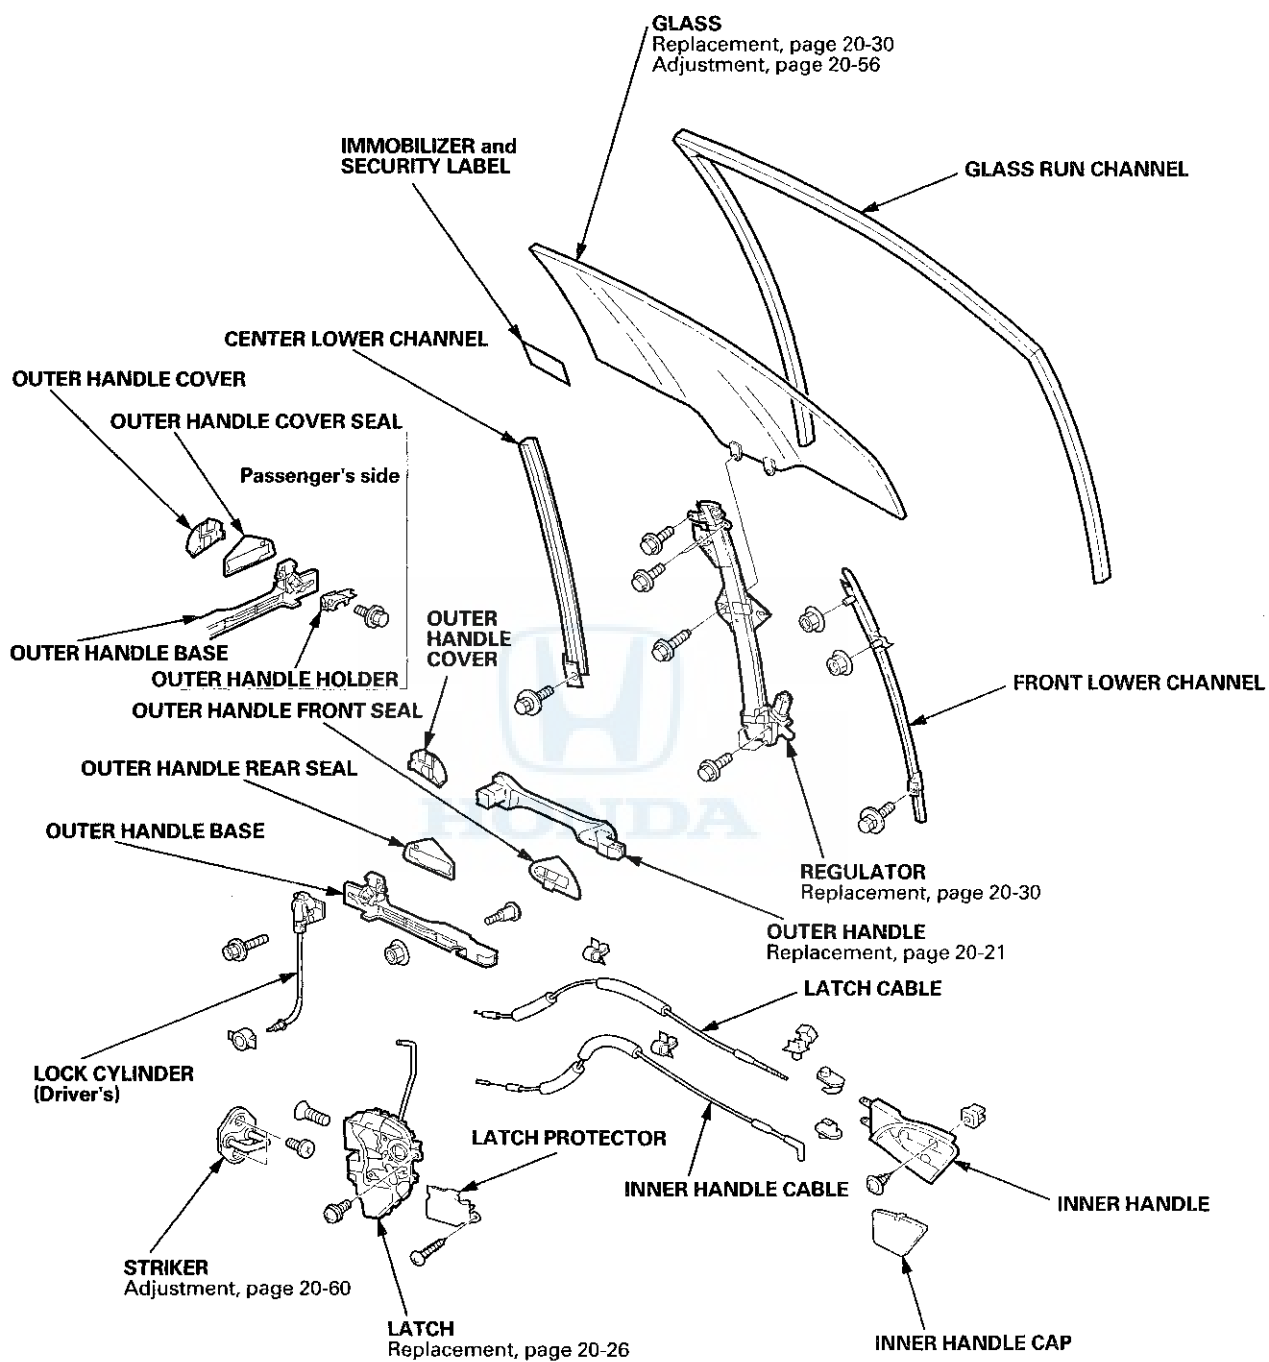 GLASS
Replacement, page 20-30
Adjustment, page 20-56
IMMOBILIZER and
SECURITY LABEL
GLASS RUN CHANNEL
CENTER LOWER CHANNEL
OUTER HANDLE COVER
OUTER HANDLE COVER SEAL
Passenger's side
OUTER HANDLE BASE
OUTER HANDLE HOLDER
OUTER
HANDLE
COVER
FRONT LOWER CHANNEL
OUTER HANDLE FRONT SEAL
OUTER HANDLE REAR SEAL
HONDA
OUTER HANDLE BASE
REGULATOR
Replacement, page 20-30
OUTER HANDLE
Replacement, page 20-21
LATCH CABLE
LOCK CYLINDER
(Driver's)
LATCH PROTECTOR
INNER HANDLE CABLE
INNER HANDLE
STRIKER
Adjustment, page 20-60
LATCH
Replacement, page 20-26
INNER HANDLE CAP